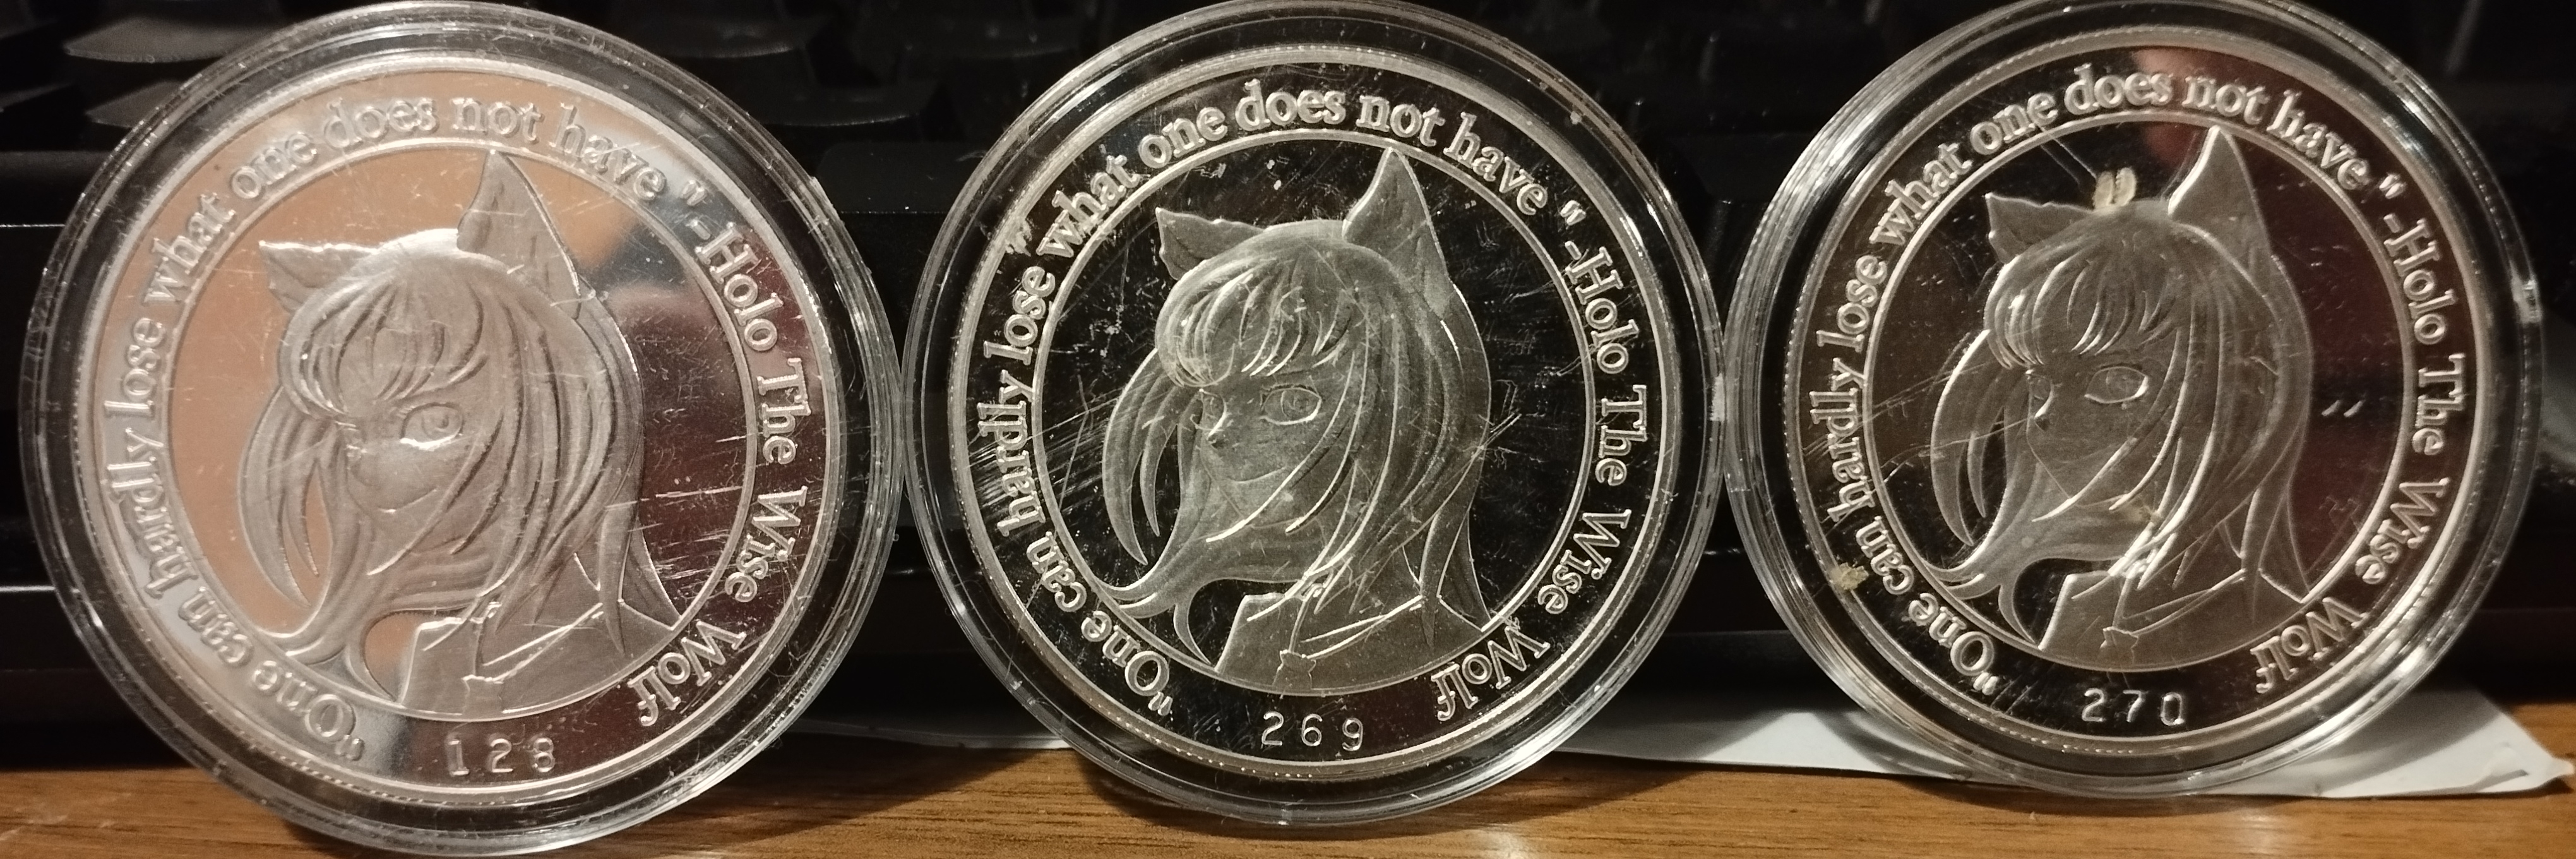 "One can hardly lose what one does not have "-Holo The Wise Wolf
128
"One can hardly lose what one does not have "-Holo The Wise Wolf
269
"One can hardly lose what one does not have "-Holo The Wise Wolf
270